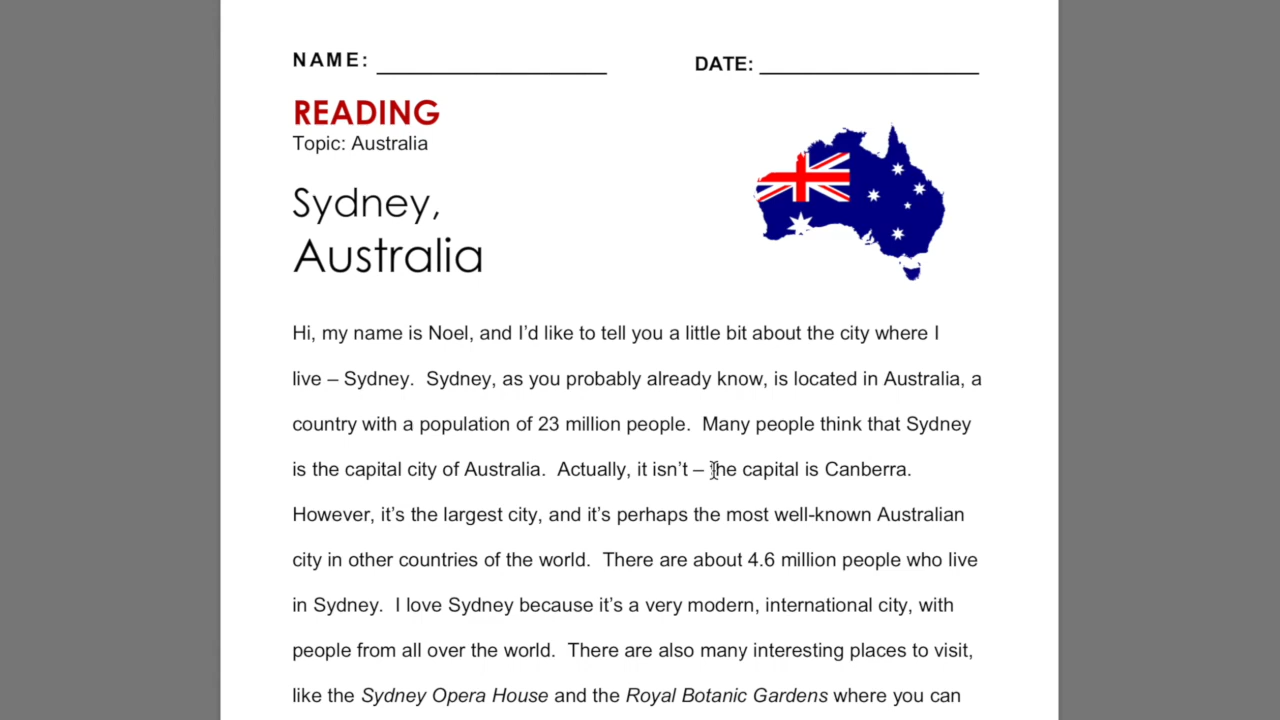 NAME: ____________________ DATE: ____________________
READING
Topic: Australia
Sydney,
Australia
Hi, my name is Noel, and I’d like to tell you a little bit about the city where I
live – Sydney.  Sydney, as you probably already know, is located in Australia, a
country with a population of 23 million people.  Many people think that Sydney
is the capital city of Australia.  Actually, it isn’t – the capital is Canberra.
However, it’s the largest city, and it’s perhaps the most well-known Australian
city in other countries of the world.  There are about 4.6 million people who live
in Sydney.  I love Sydney because it’s a very modern, international city, with
people from all over the world.  There are also many interesting places to visit,
like the Sydney Opera House and the Royal Botanic Gardens where you can